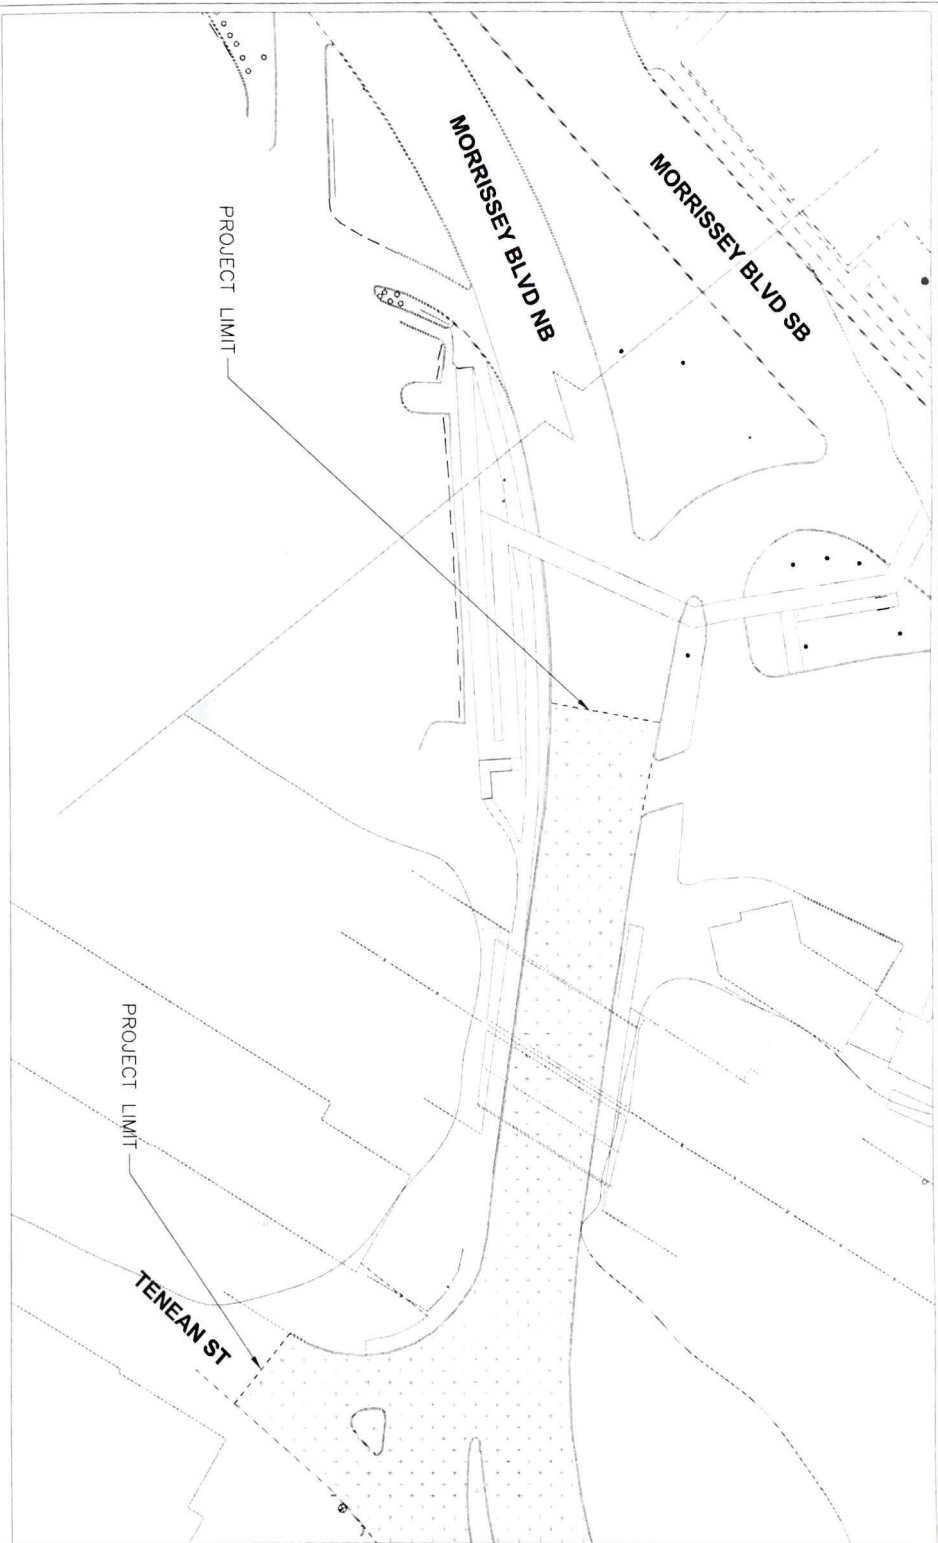 MORRISSEY BLVD SB
MORRISSEY BLVD NB
PROJECT LIMIT
PROJECT LIMIT
TENEAN ST